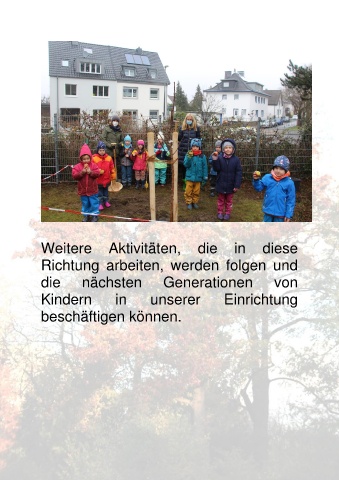 Weitere Aktivitäten, die in diese
Richtung arbeiten, werden folgen und
die nächsten Generationen von
Kindern in unserer Einrichtung
beschäftigen können.